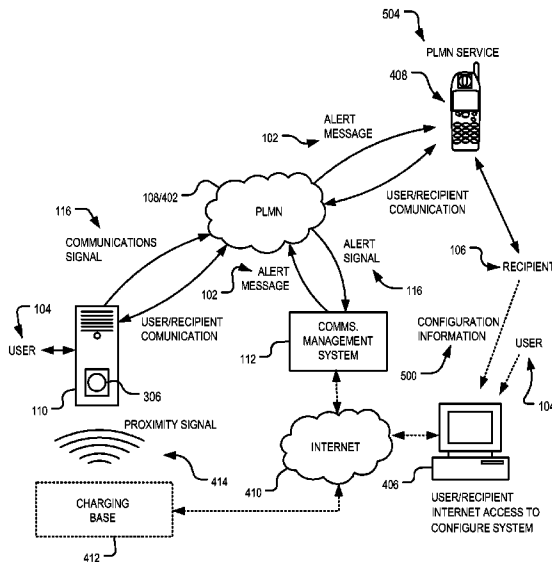 504
PLMN SERVICE
408
102
ALERT
MESSAGE
108/402
PLMN
116
COMMUNICATIONS
SIGNAL
USER/RECIPIENT
COMUNICATION
ALERT
SIGNAL
102
ALERT
MESSAGE
116
106
RECIPIENT
104
USER
USER/RECIPIENT
COMUNICATION
COMMS.
MANAGEMENT
SYSTEM
112
CONFIGURATION
INFORMATION
500
USER
104
110
306
PROXIMITY SIGNAL
414
INTERNET
410
406
CHARGING
BASE
412
USER/RECIPIENT
INTERNET ACCESS TO
CONFIGURE SYSTEM